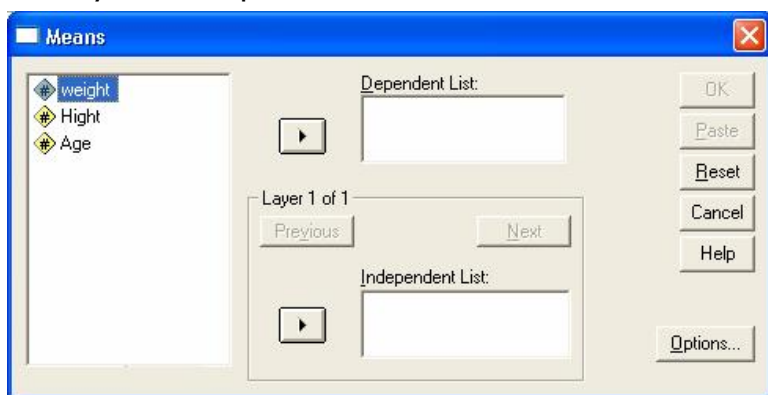 Means
weight
Hight
Age
Dependent List:
Layer 1 of 1
Previous
Next
Independent List:
OK
Paste
Reset
Cancel
Help
Options...